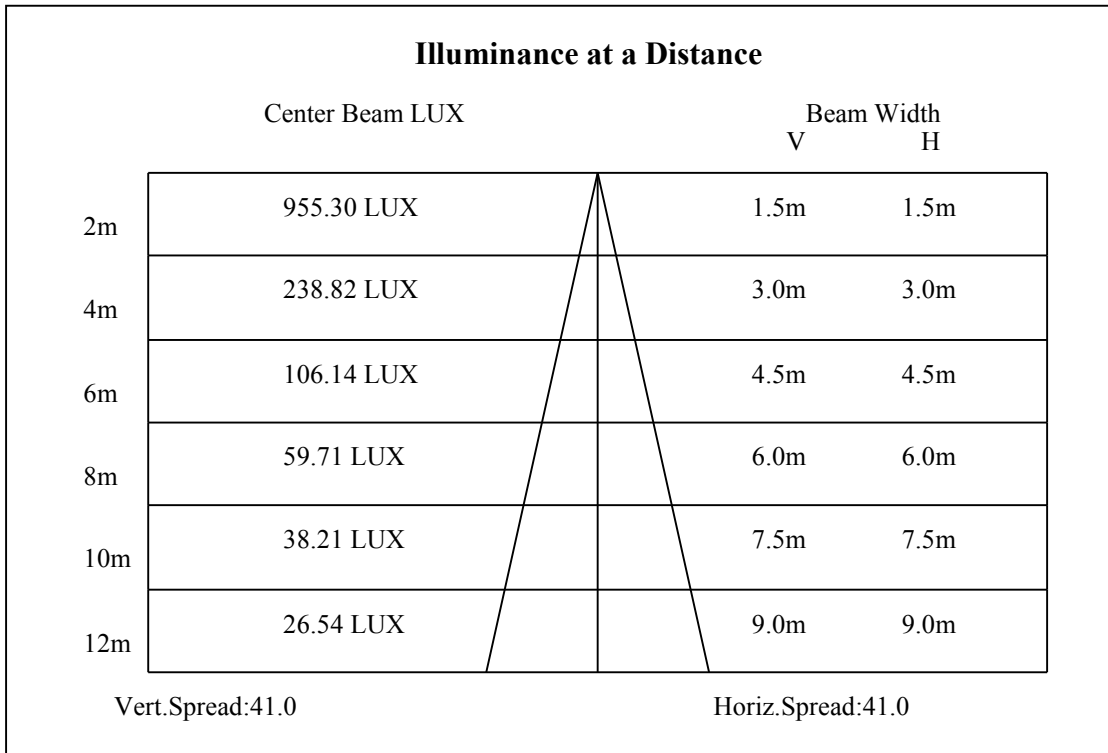 Illuminance at a Distance
Center Beam LUX Beam Width
V H
2m 955.30 LUX 1.5m 1.5m
4m 238.82 LUX 3.0m 3.0m
6m 106.14 LUX 4.5m 4.5m
8m 59.71 LUX 6.0m 6.0m
10m 38.21 LUX 7.5m 7.5m
12m 26.54 LUX 9.0m 9.0m
Vert.Spread:41.0 Horiz.Spread:41.0